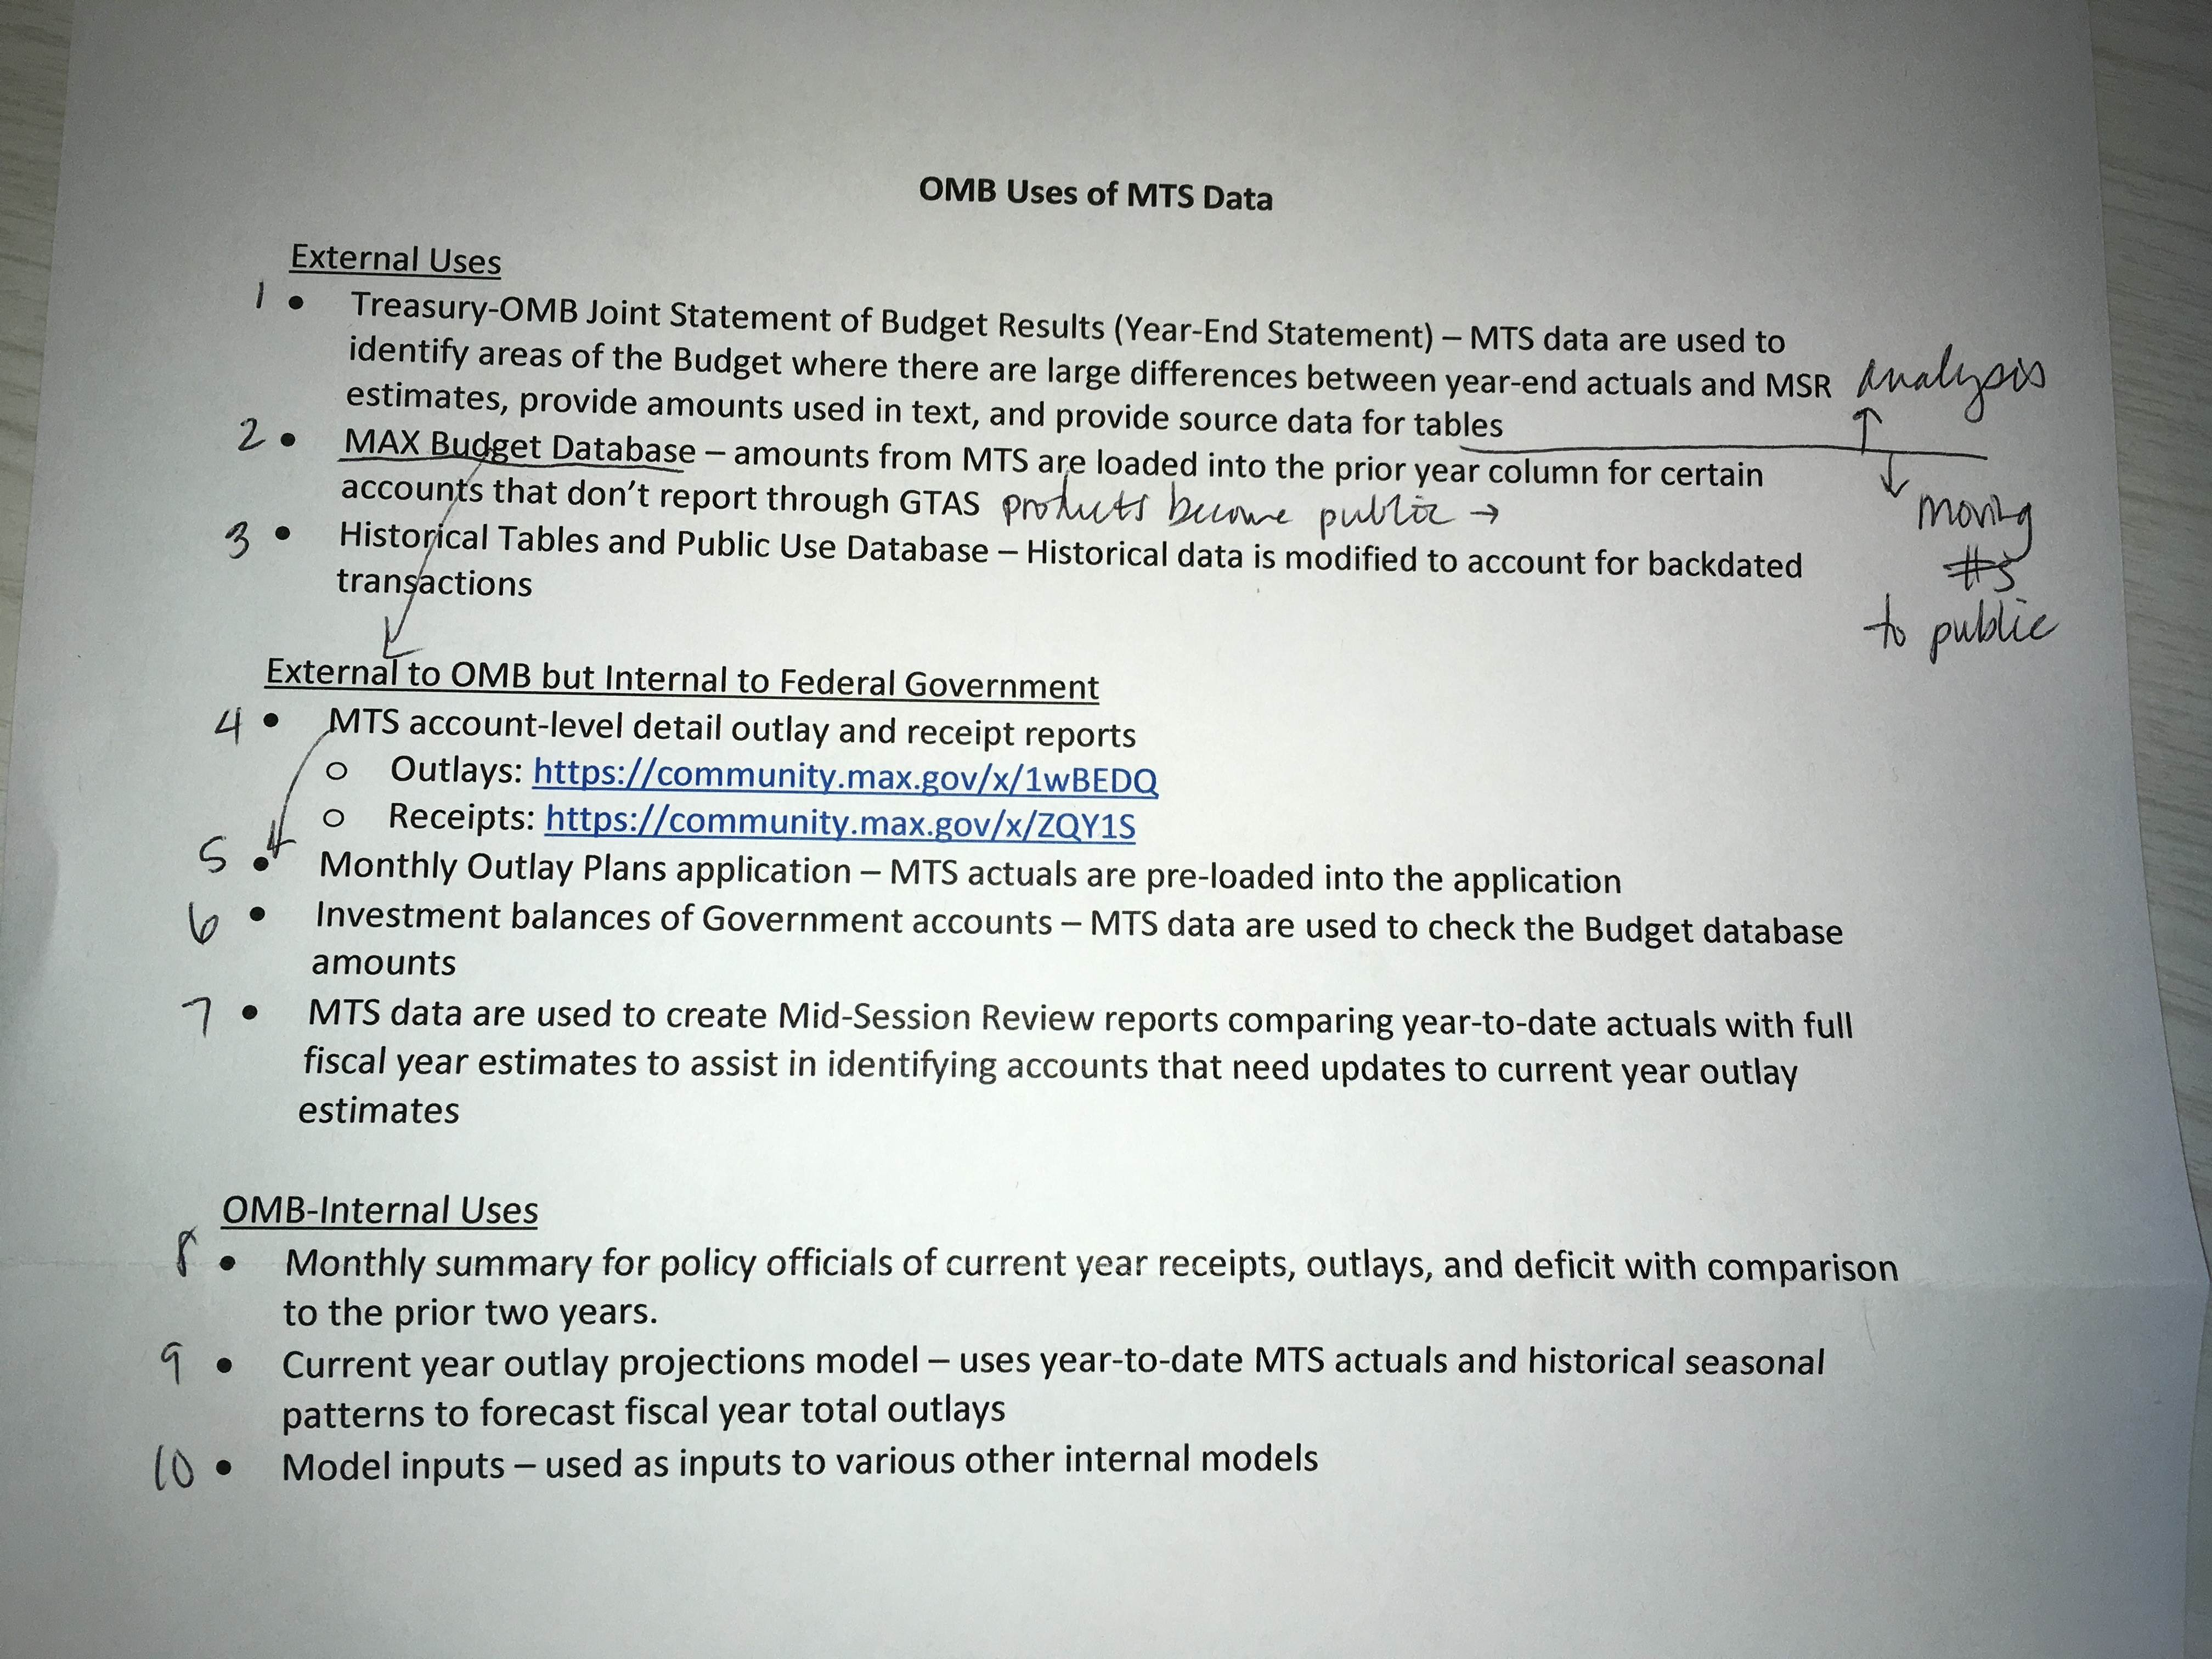 OMB Uses of MTS Data
External Uses
1 • Treasury-OMB Joint Statement of Budget Results (Year-End Statement) – MTS data are used to
identify areas of the Budget where there are large differences between year-end actuals and MSR analysis
estimates, provide amounts used in text, and provide source data for tables
↑
2 • MAX Budget Database – amounts from MTS are loaded into the prior year column for certain
↓
accounts that don't report through GTAS products become public →
moving
3 • Historical Tables and Public Use Database – Historical data is modified to account for backdated
#s
transactions
to public
External to OMB but Internal to Federal Government
4 • MTS account-level detail outlay and receipt reports
o Outlays: https://community.max.gov/x/1wBEDQ
o Receipts: https://community.max.gov/x/ZQY1S
5 • Monthly Outlay Plans application – MTS actuals are pre-loaded into the application
6 • Investment balances of Government accounts – MTS data are used to check the Budget database
amounts
7 • MTS data are used to create Mid-Session Review reports comparing year-to-date actuals with full
fiscal year estimates to assist in identifying accounts that need updates to current year outlay
estimates
OMB-Internal Uses
8 • Monthly summary for policy officials of current year receipts, outlays, and deficit with comparison
to the prior two years.
9 • Current year outlay projections model – uses year-to-date MTS actuals and historical seasonal
patterns to forecast fiscal year total outlays
10 • Model inputs – used as inputs to various other internal models